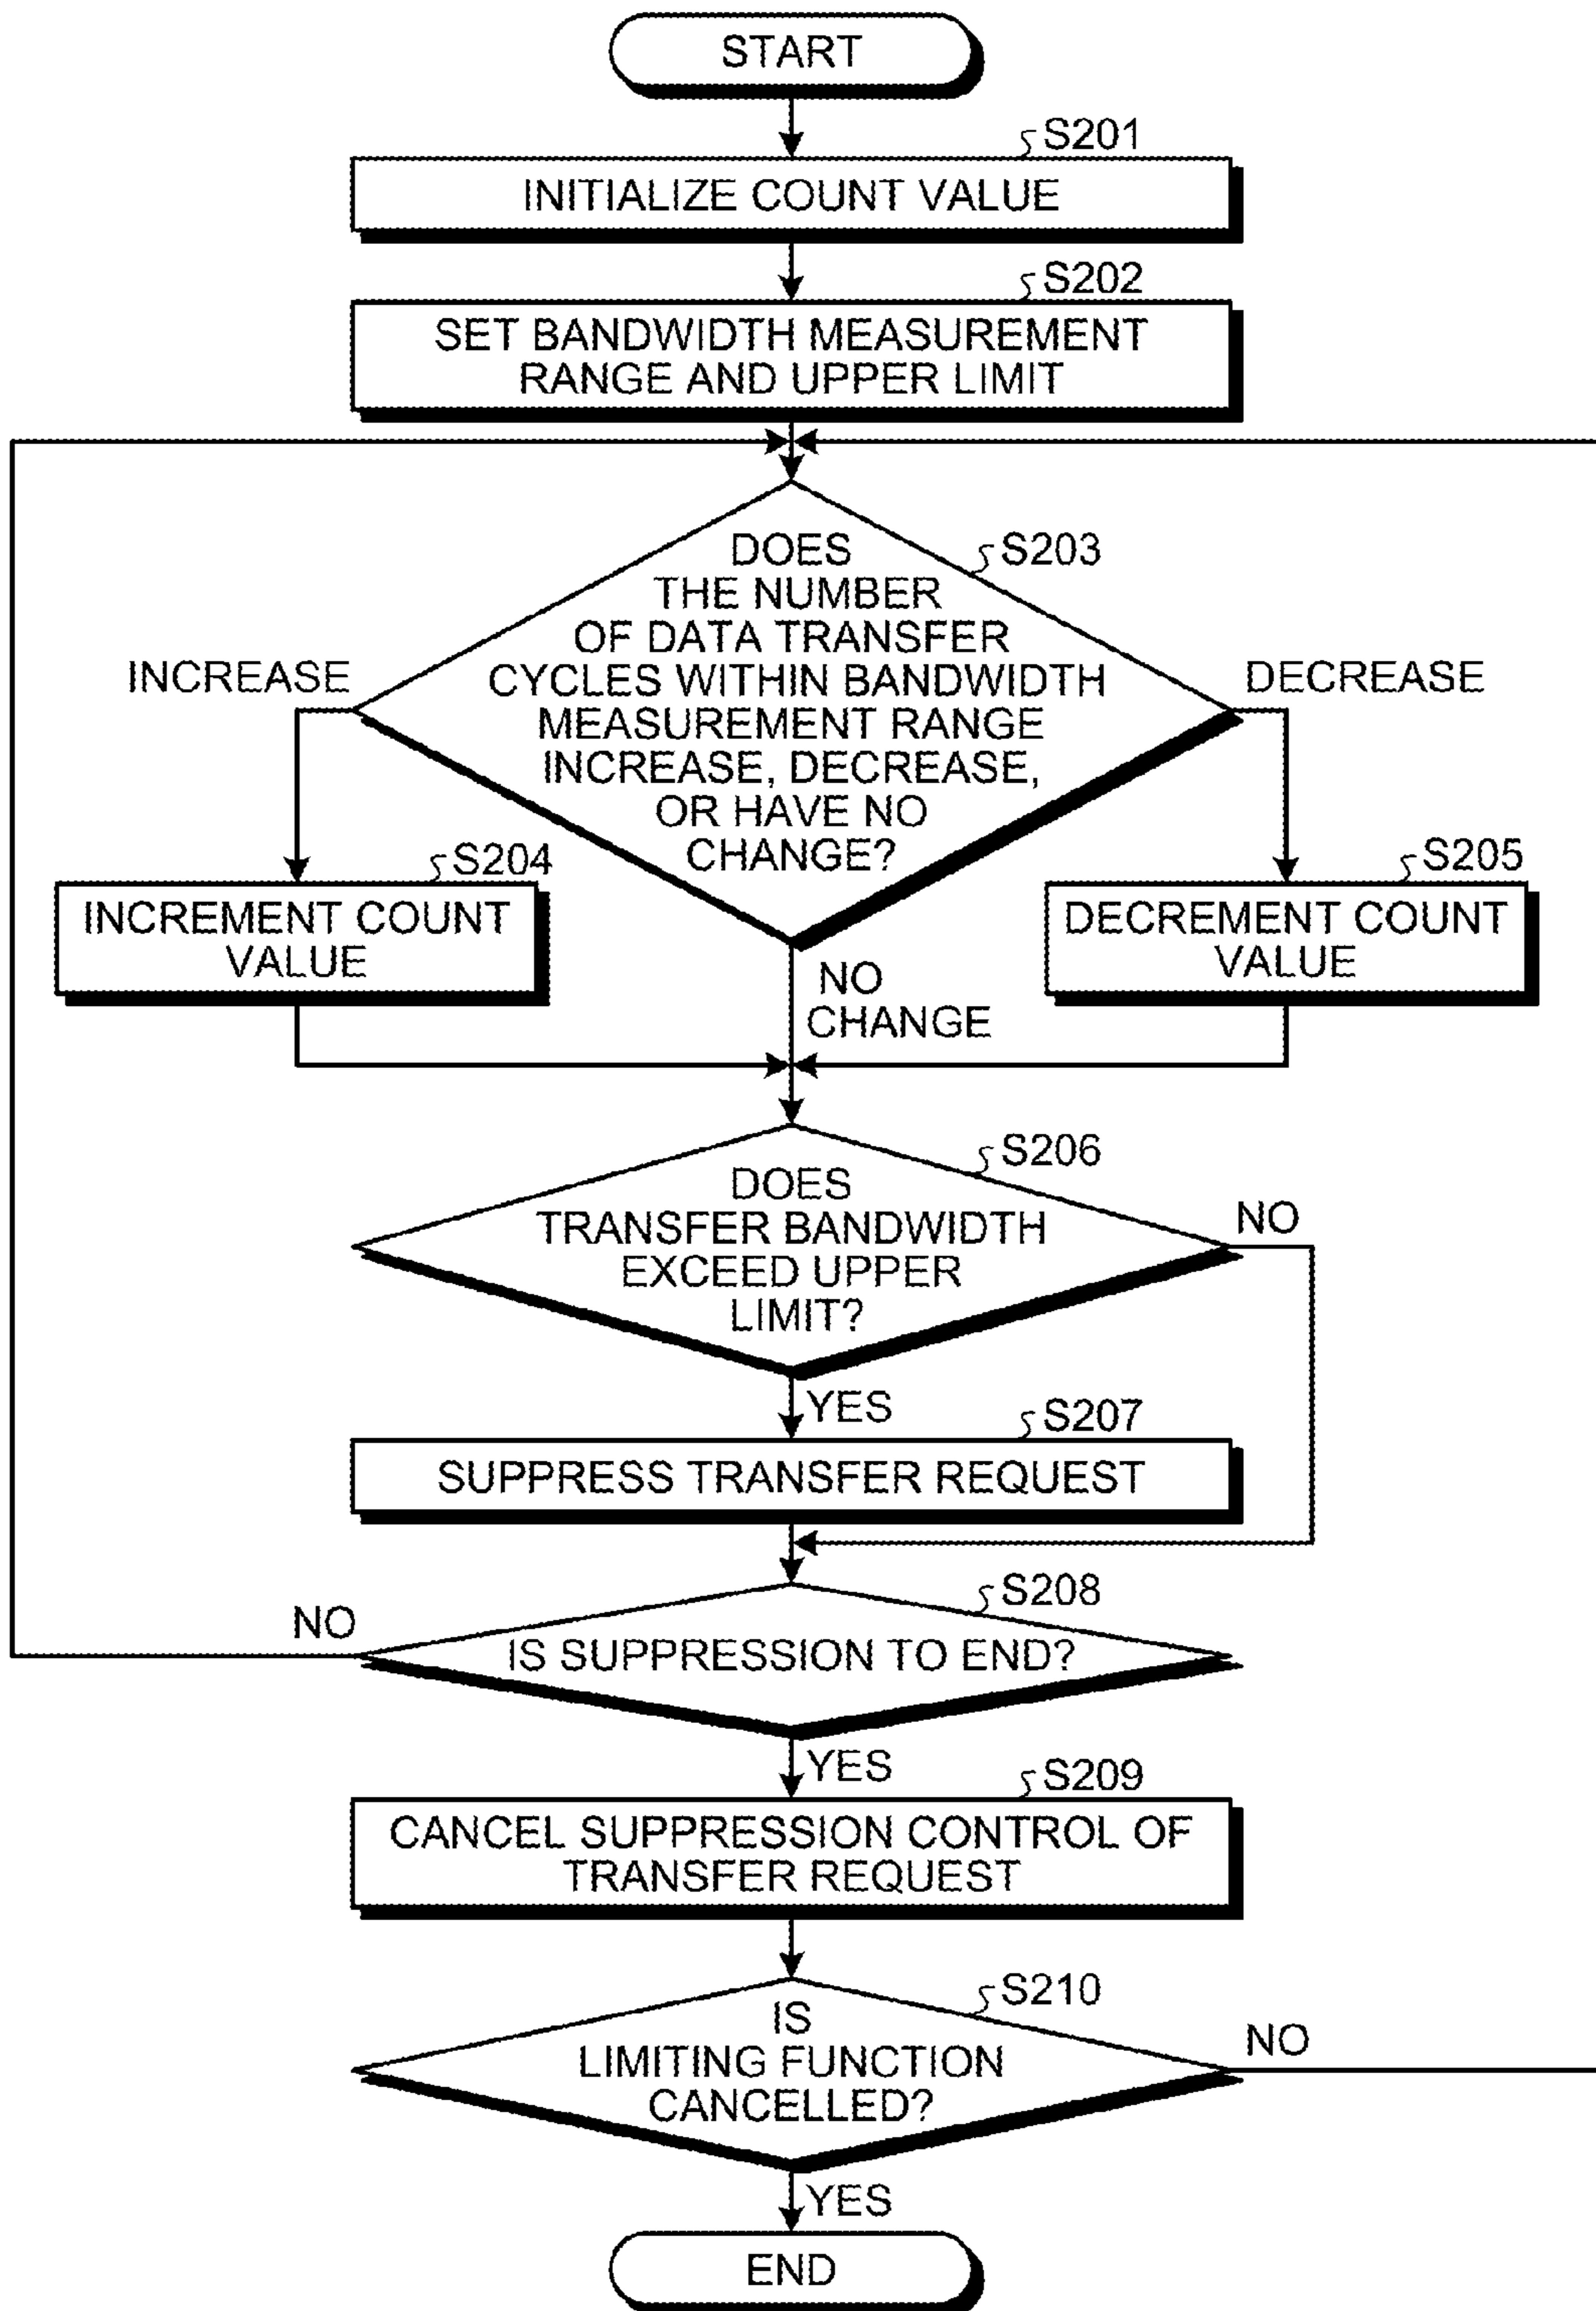 START
S201
INITIALIZE COUNT VALUE
S202
SET BANDWIDTH MEASUREMENT
RANGE AND UPPER LIMIT
S203
DOES
THE NUMBER
OF DATA TRANSFER
CYCLES WITHIN BANDWIDTH
MEASUREMENT RANGE
INCREASE, DECREASE,
OR HAVE NO
CHANGE?
INCREASE
DECREASE
S204
INCREMENT COUNT
VALUE
S205
DECREMENT COUNT
VALUE
NO
CHANGE
S206
DOES
TRANSFER BANDWIDTH
EXCEED UPPER
LIMIT?
NO
YES
S207
SUPPRESS TRANSFER REQUEST
S208
NO
IS SUPPRESSION TO END?
YES
S209
CANCEL SUPPRESSION CONTROL OF
TRANSFER REQUEST
S210
IS
LIMITING FUNCTION
CANCELLED?
NO
YES
END